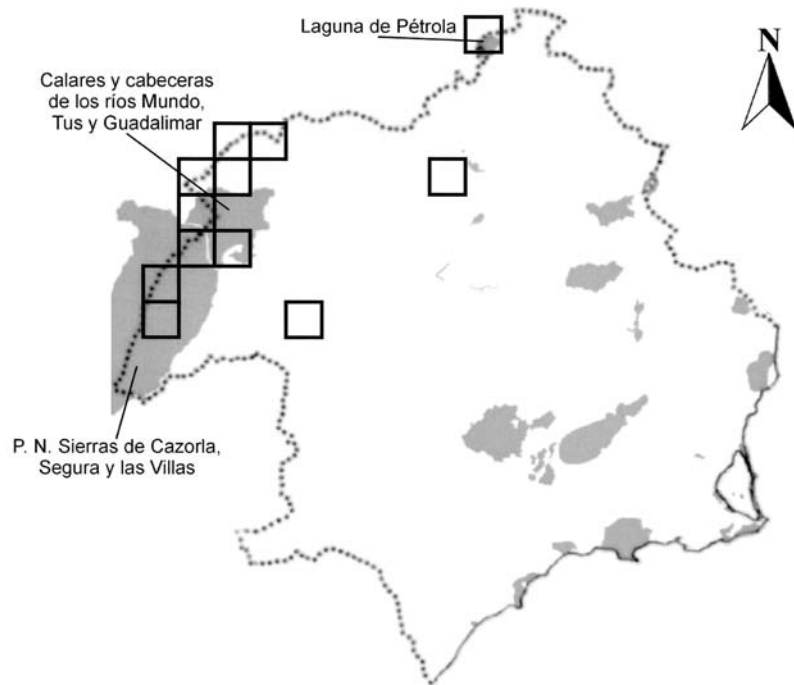 Laguna de Pétrola
N
Calares y cabeceras
de los ríos Mundo,
Tus y Guadalimar
P. N. Sierras de Cazorla,
Segura y las Villas